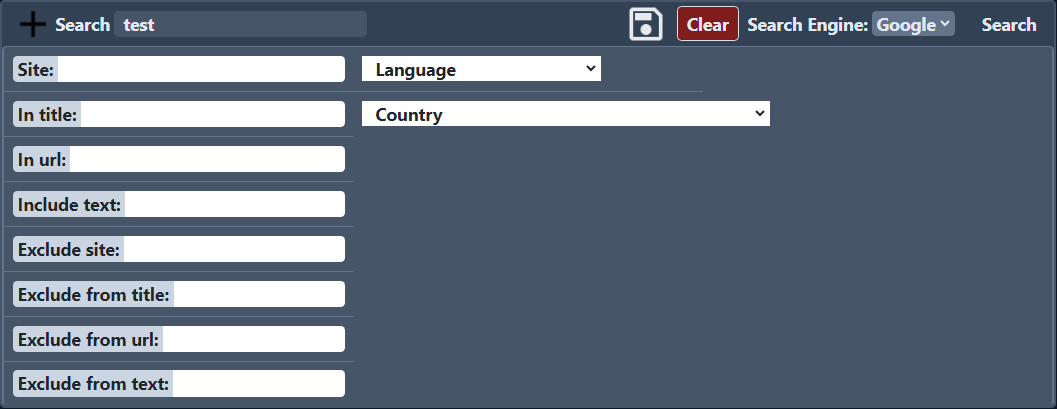 Search test Clear Search Engine: Google Search
Site: Language
In title: Country
In url:
Include text:
Exclude site:
Exclude from title:
Exclude from url:
Exclude from text: